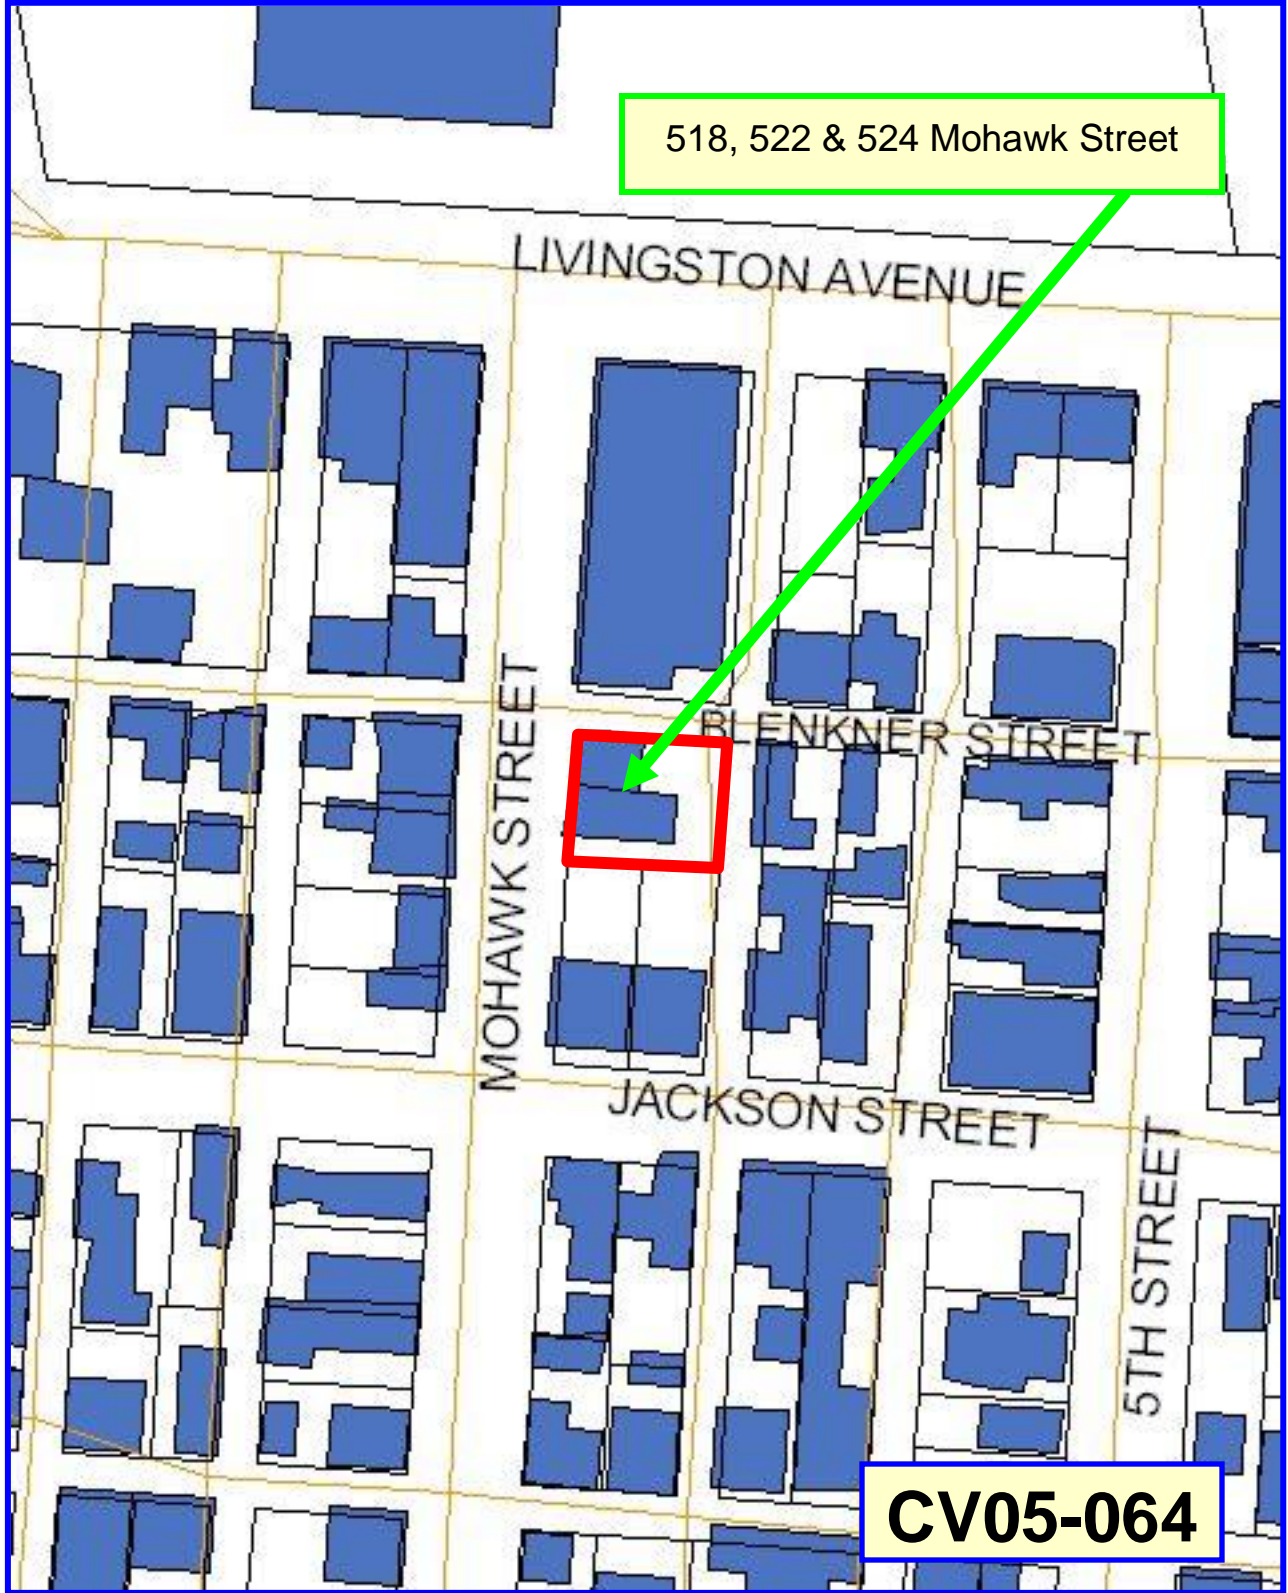 518, 522 & 524 Mohawk Street
LIVINGSTON AVENUE
MOHAWK STREET
BLENKNER STREET
JACKSON STREET
5TH STREET
CV05-064